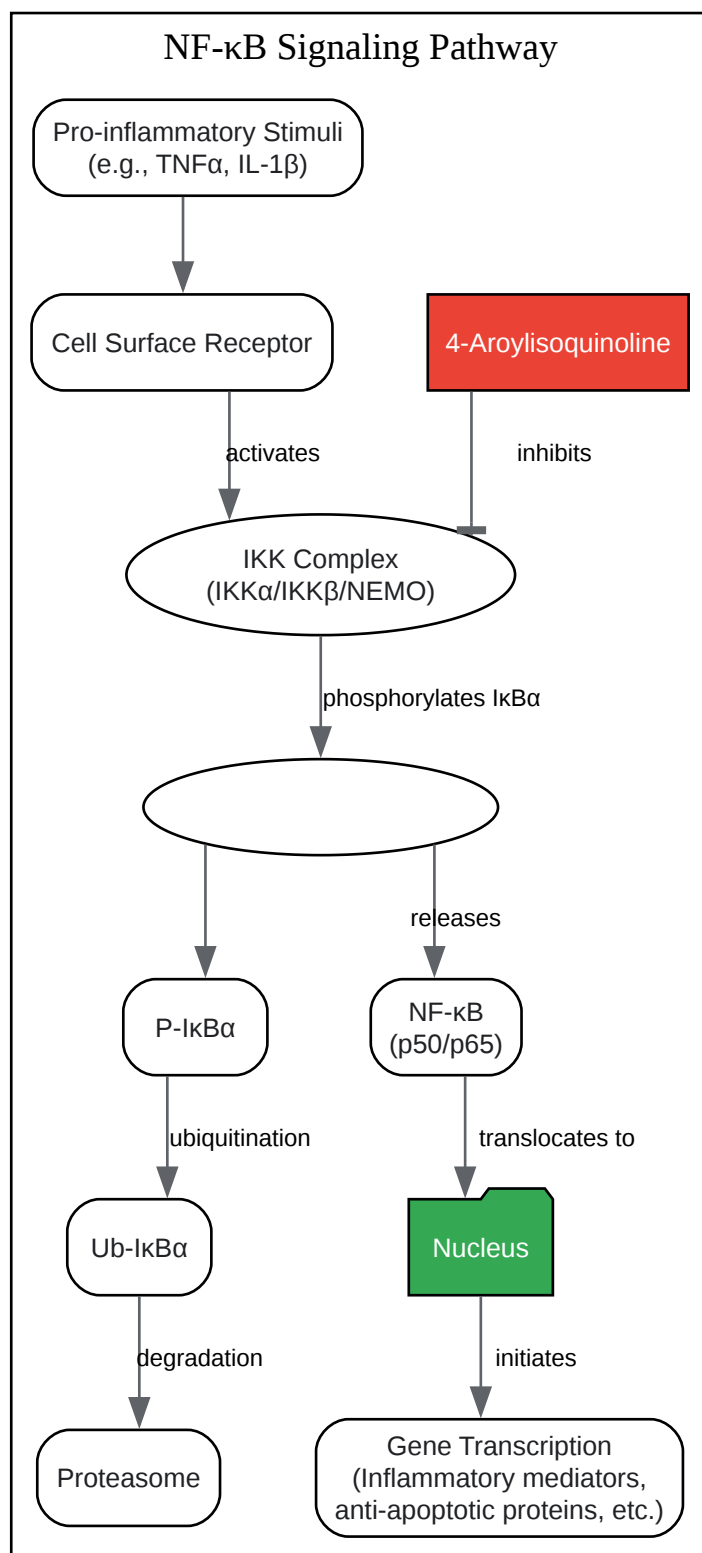 NF-κB Signaling Pathway
Pro-inflammatory Stimuli
(e.g., TNFα, IL-1β)
Cell Surface Receptor
4-Aroylisoquinoline
activates
inhibits
IKK Complex
(IKKα/IKKβ/NEMO)
phosphorylates IκBα
releases
P-IκBα
NF-κB
(p50/p65)
ubiquitination
translocates to
Ub-IκBα
Nucleus
degradation
initiates
Proteasome
Gene Transcription
(Inflammatory mediators,
anti-apoptotic proteins, etc.)